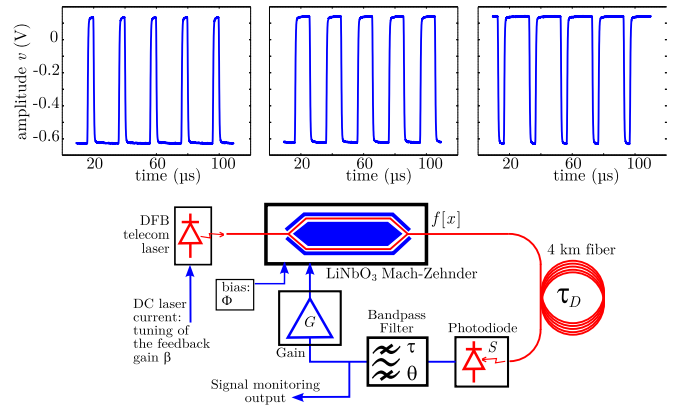 amplitude v (V)
0
-0.2
-0.4
-0.6
20
60
100
time (µs)
20
60
100
time (µs)
20
60
100
time (µs)
DFB
telecom
laser
f[x]
4 km fiber
LiNbO3 Mach-Zehnder
bias:
Φ
τD
DC laser
current:
tuning of
the feedback
gain β
G
Gain
Bandpass
Filter
τ
θ
Photodiode
S
Signal monitoring
output